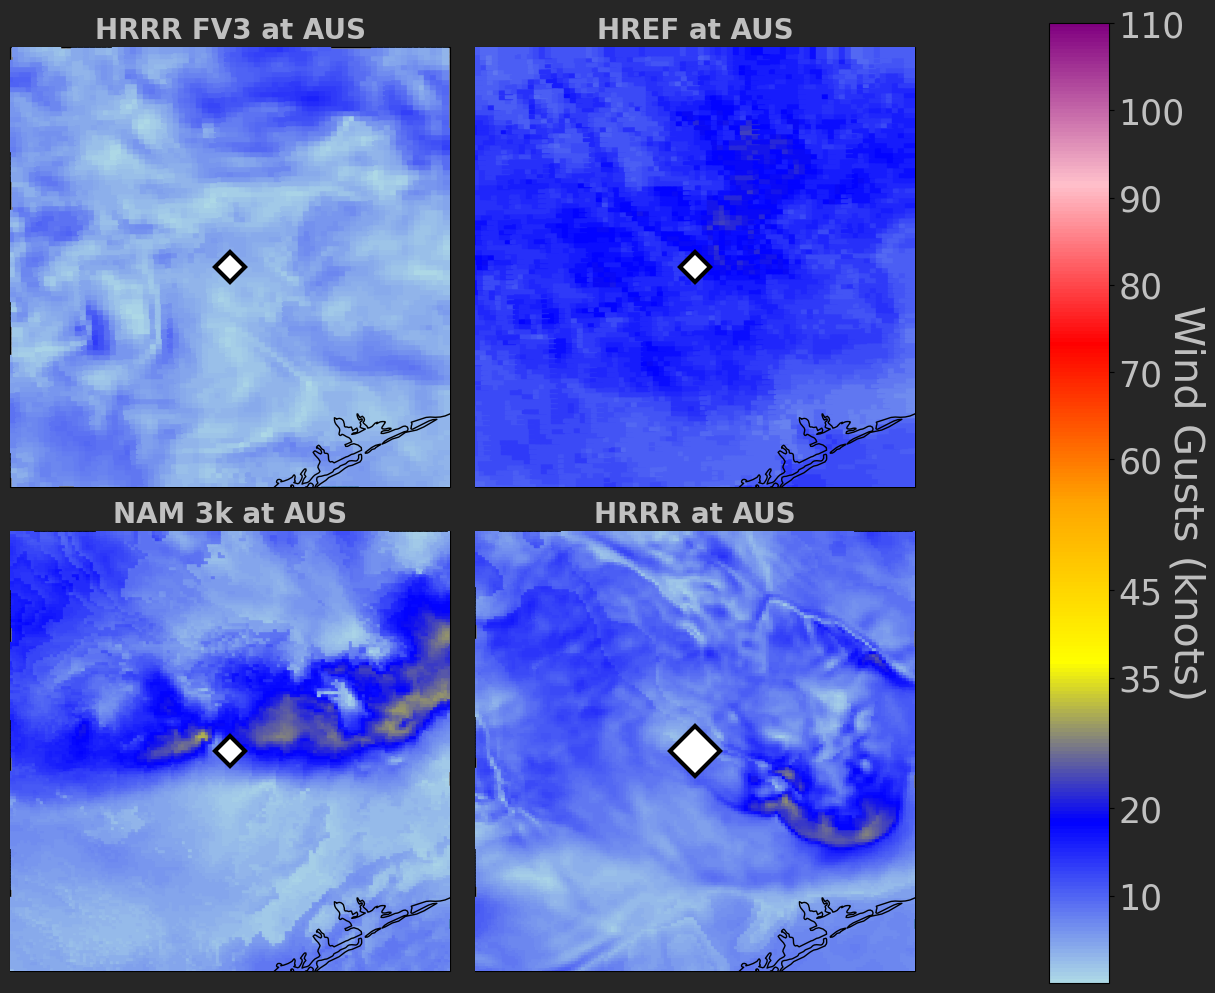 HRRR FV3 at AUS
HREF at AUS
NAM 3k at AUS
HRRR at AUS
110
100
90
80
70
60
45
35
20
10
Wind Gusts (knots)